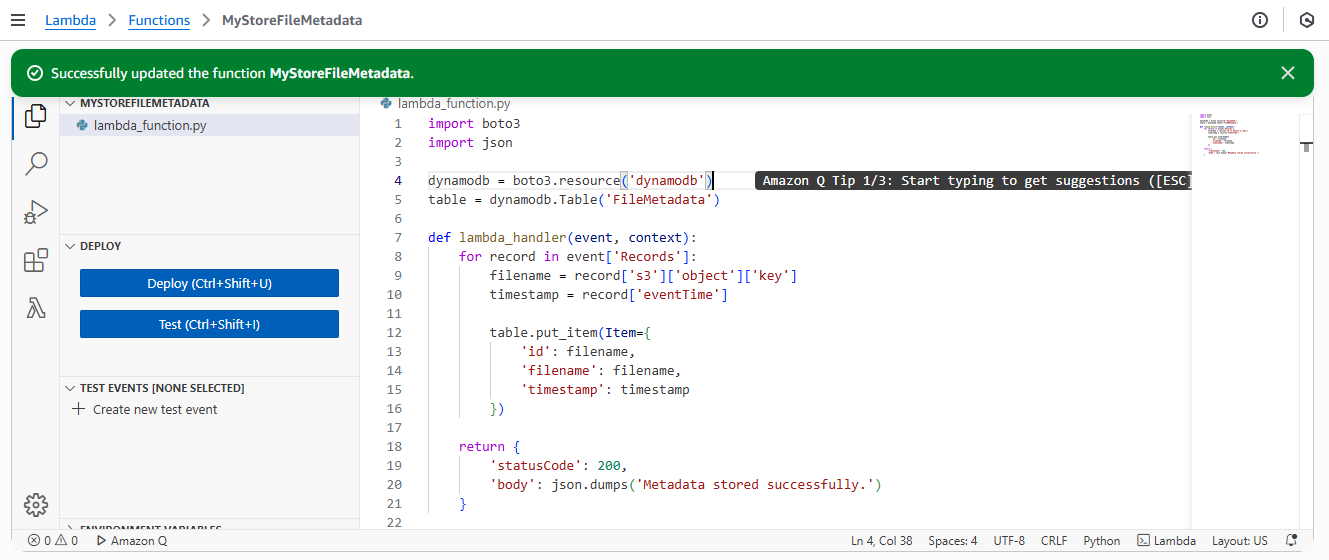 Lambda > Functions > MyStoreFileMetadata
Successfully updated the function MyStoreFileMetadata.
MYSTOREFILEMETADATA
lambda_function.py
DEPLOY
Deploy (Ctrl+Shift+U)
Test (Ctrl+Shift+I)
TEST EVENTS [NONE SELECTED]
+ Create new test event
ENVIRONMENT VARIABLES
lambda_function.py
1 import boto3
2 import json
3
4 dynamodb = boto3.resource('dynamodb') Amazon Q Tip 1/3: Start typing to get suggestions ([ESC]
5 table = dynamodb.Table('FileMetadata')
6
7 def lambda_handler(event, context):
8     for record in event['Records']:
9         filename = record['s3']['object']['key']
10         timestamp = record['eventTime']
11
12         table.put_item(Item={
13             'id': filename,
14             'filename': filename,
15             'timestamp': timestamp
16         })
17
18     return {
19         'statusCode': 200,
20         'body': json.dumps('Metadata stored successfully.')
21     }
22
0 0 Amazon Q Ln 4, Col 38 Spaces: 4 UTF-8 CRLF Python Lambda Layout: US